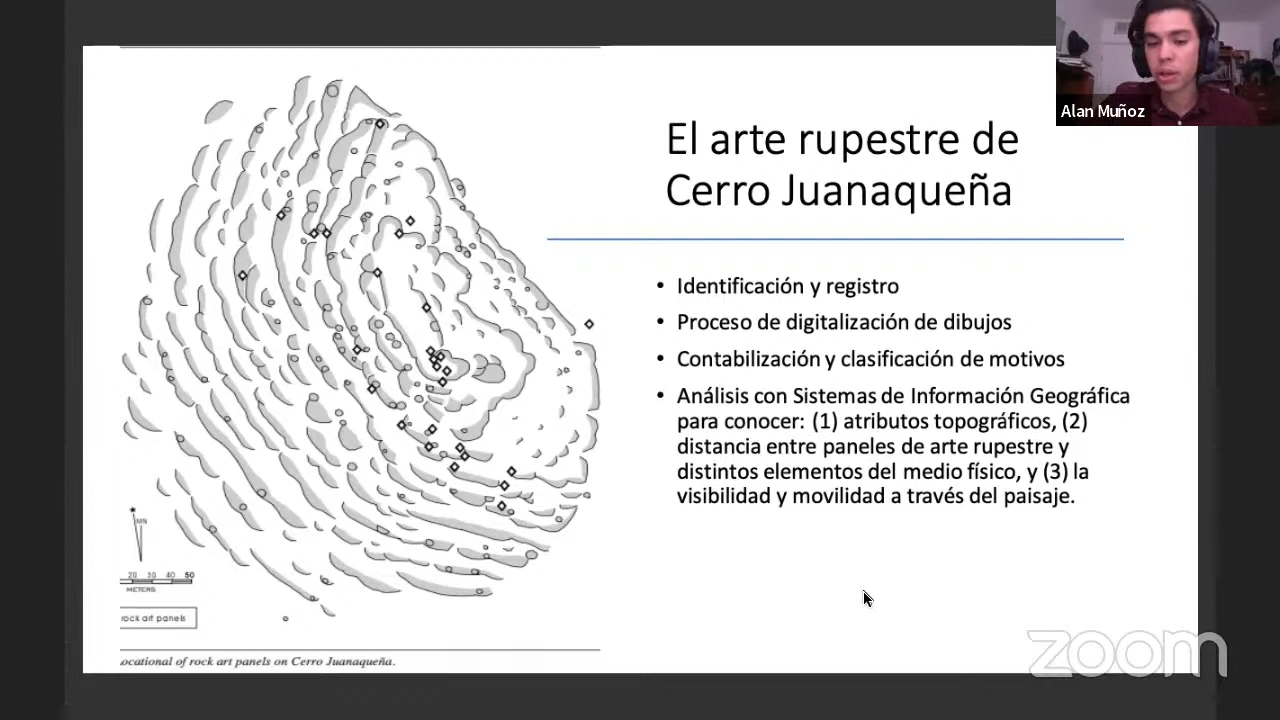 Alan Muñoz
El arte rupestre de
Cerro Juanaqueña
• Identificación y registro
• Proceso de digitalización de dibujos
• Contabilización y clasificación de motivos
• Análisis con Sistemas de Información Geográfica
para conocer: (1) atributos topográficos, (2)
distancia entre paneles de arte rupestre y
distintos elementos del medio físico, y (3) la
visibilidad y movilidad a través del paisaje.
MN
20 30 40 50
METERS
rock art panels
ocational of rock art panels on Cerro Juanaqueña.
zoom